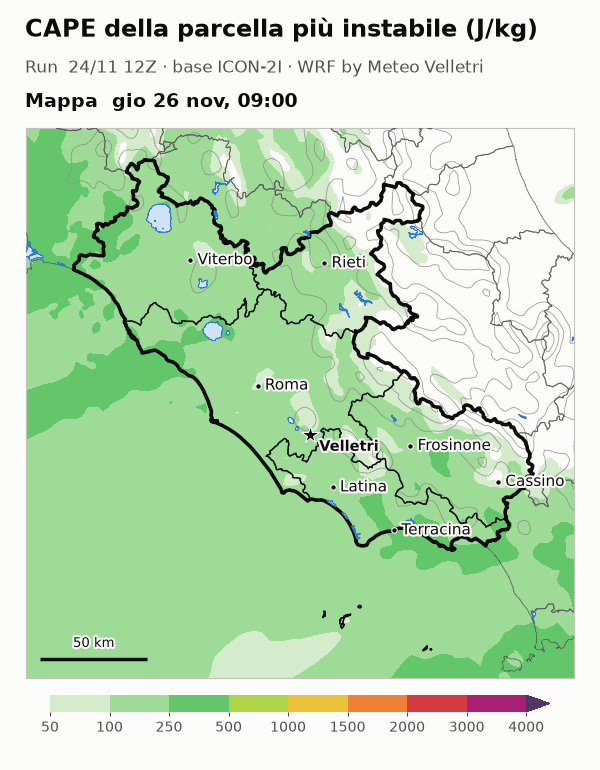 CAPE della parcella più instabile (J/kg)
Run 24/11 12Z · base ICON-2I · WRF by Meteo Velletri
Mappa gio 26 nov, 09:00
Viterbo
Rieti
Roma
Velletri
Frosinone
Cassino
Latina
Terracina
50 km
50 100 250 500 1000 1500 2000 3000 4000